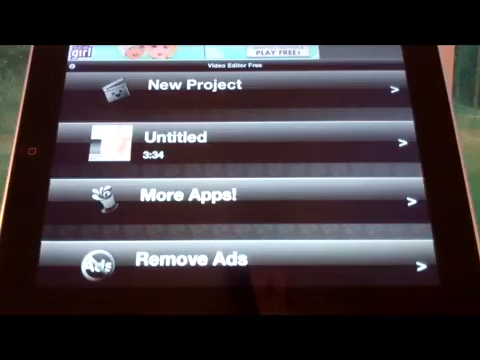 girl
PLAY FREE›
Video Editor Free
New Project
>
Untitled
3:34
>
More Apps!
>
Ads
Remove Ads
>